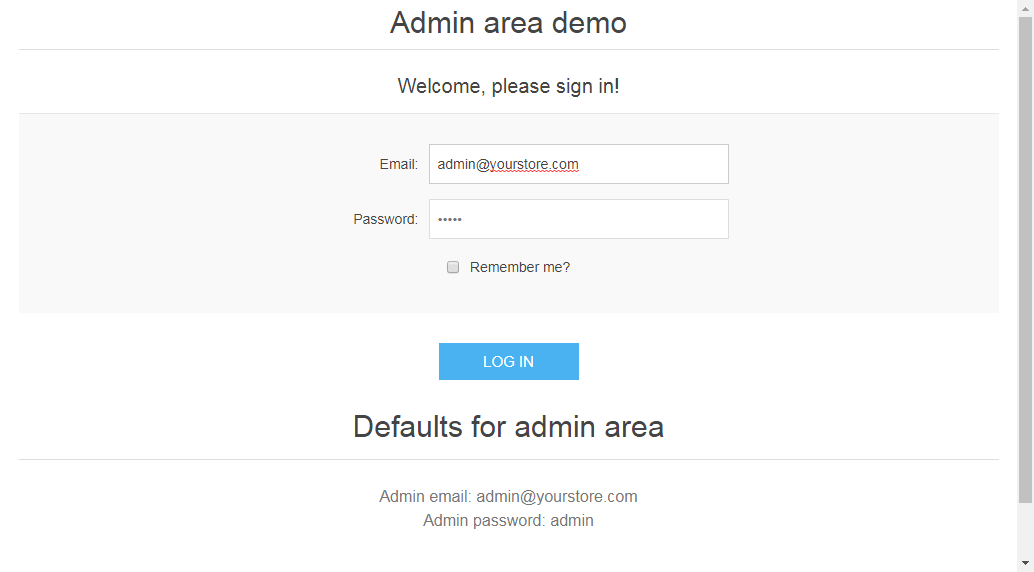 Admin area demo
Welcome, please sign in!
Email: admin@yourstore.com
Password: •••••
Remember me?
LOG IN
Defaults for admin area
Admin email: admin@yourstore.com
Admin password: admin